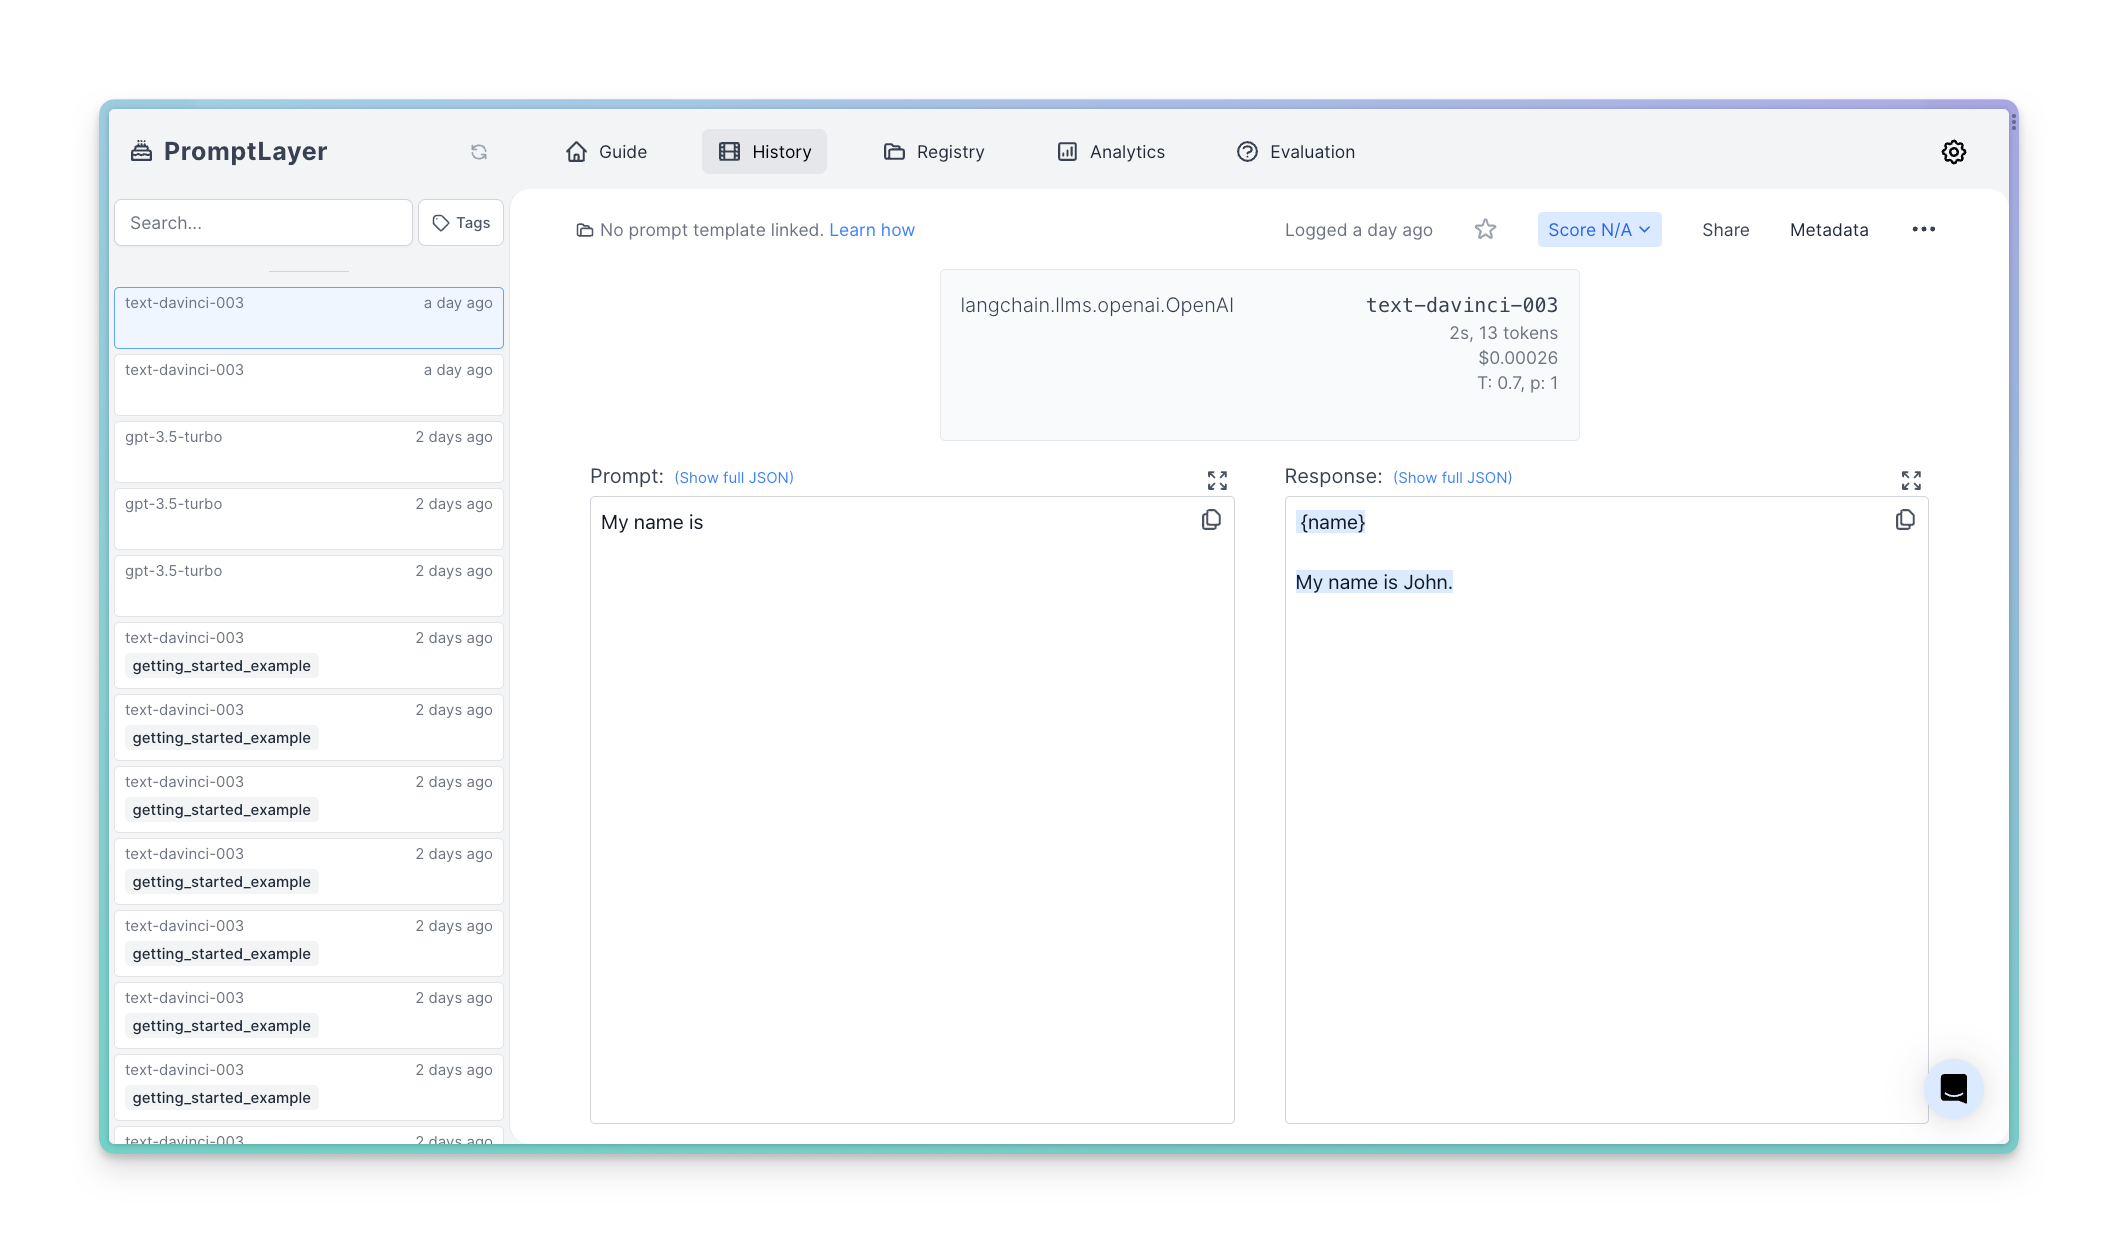 PromptLayer
Guide
History
Registry
Analytics
Evaluation
Search...
Tags
text-davinci-003 a day ago
text-davinci-003 a day ago
gpt-3.5-turbo 2 days ago
gpt-3.5-turbo 2 days ago
gpt-3.5-turbo 2 days ago
text-davinci-003 2 days ago
getting_started_example
text-davinci-003 2 days ago
getting_started_example
text-davinci-003 2 days ago
getting_started_example
text-davinci-003 2 days ago
getting_started_example
text-davinci-003 2 days ago
getting_started_example
text-davinci-003 2 days ago
getting_started_example
text-davinci-003 2 days ago
getting_started_example
text-davinci-003 2 days ago
No prompt template linked. Learn how
Logged a day ago
Score N/A
Share
Metadata
langchain.llms.openai.OpenAI
text-davinci-003
2s, 13 tokens
$0.00026
T: 0.7, p: 1
Prompt: (Show full JSON)
My name is
Response: (Show full JSON)
{name}
My name is John.